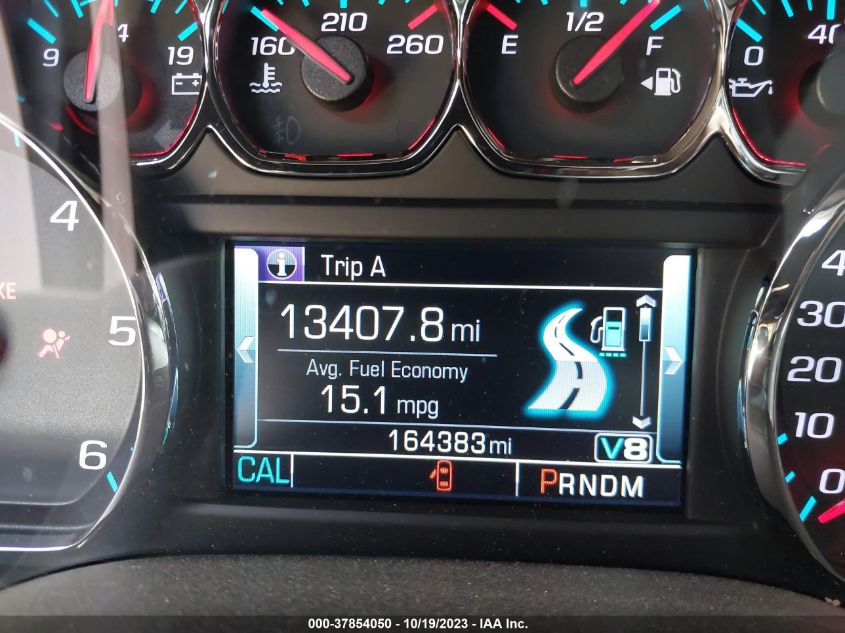 9 14 19
160 210 260
E 1/2 F
0 40
4
5
6
Trip A
13407.8 mi
Avg. Fuel Economy
15.1 mpg
164383 mi
V8
CAL
PRNDM
4
30
20
10
0
000-37854050 - 10/19/2023 - IAA Inc.